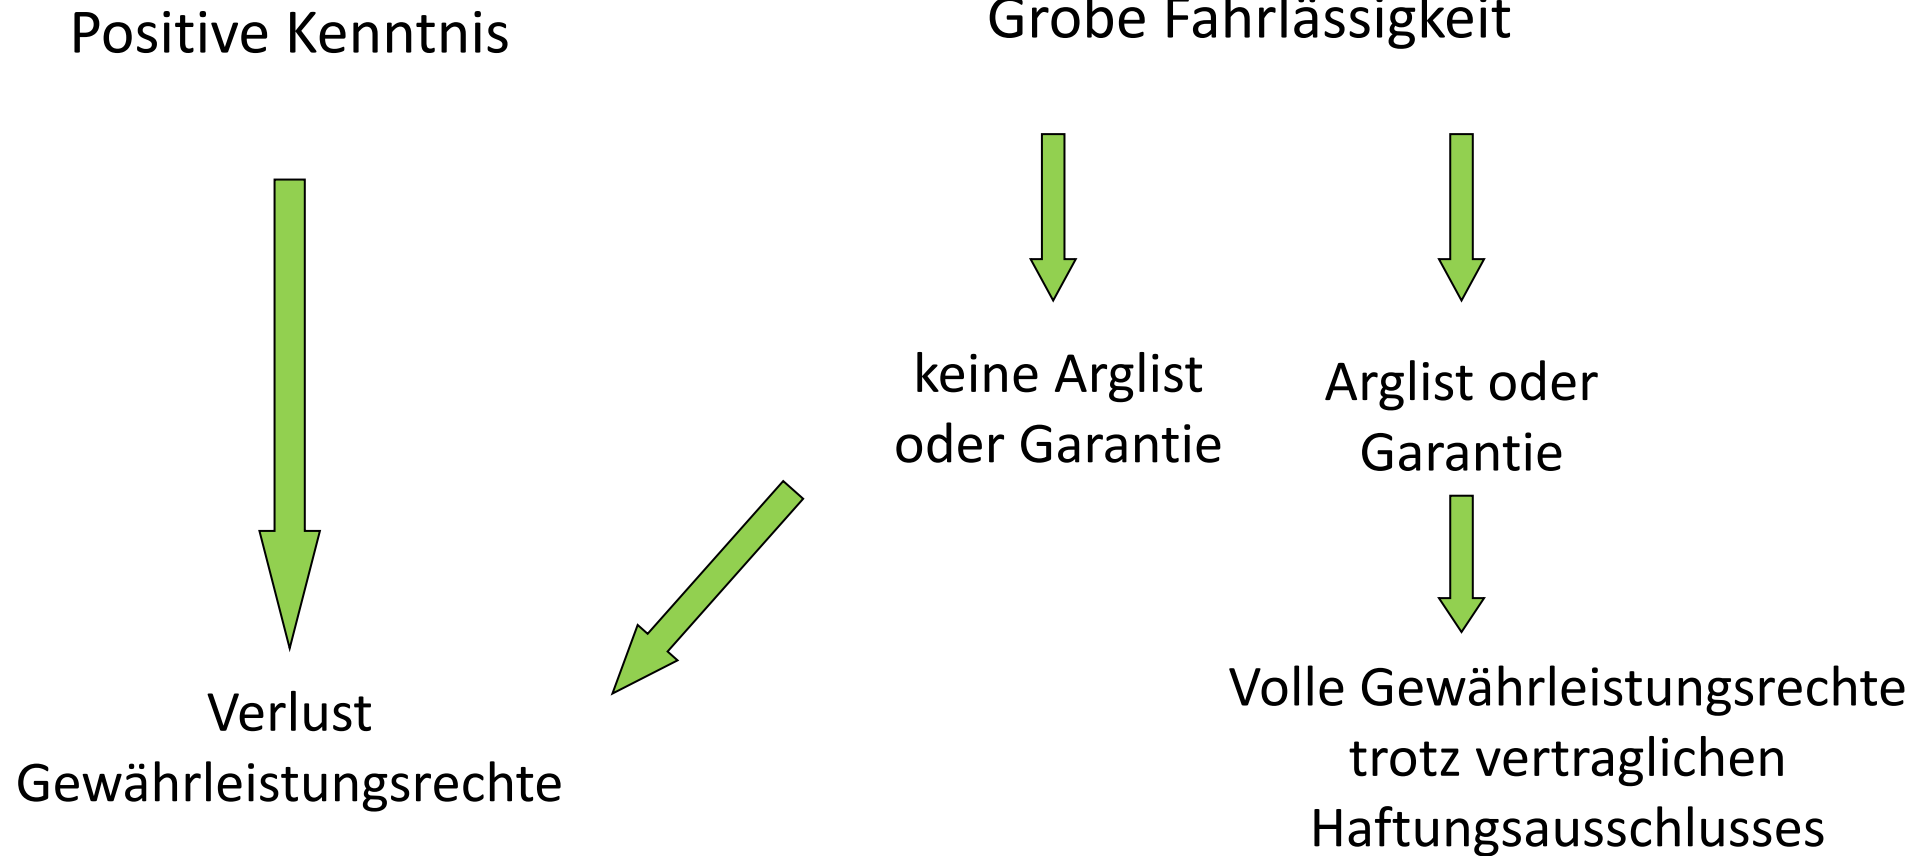 Positive Kenntnis
Grobe Fahrlässigkeit
keine Arglist
oder Garantie
Arglist oder
Garantie
Verlust
Gewährleistungsrechte
Volle Gewährleistungsrechte
trotz vertraglichen
Haftungsausschlusses